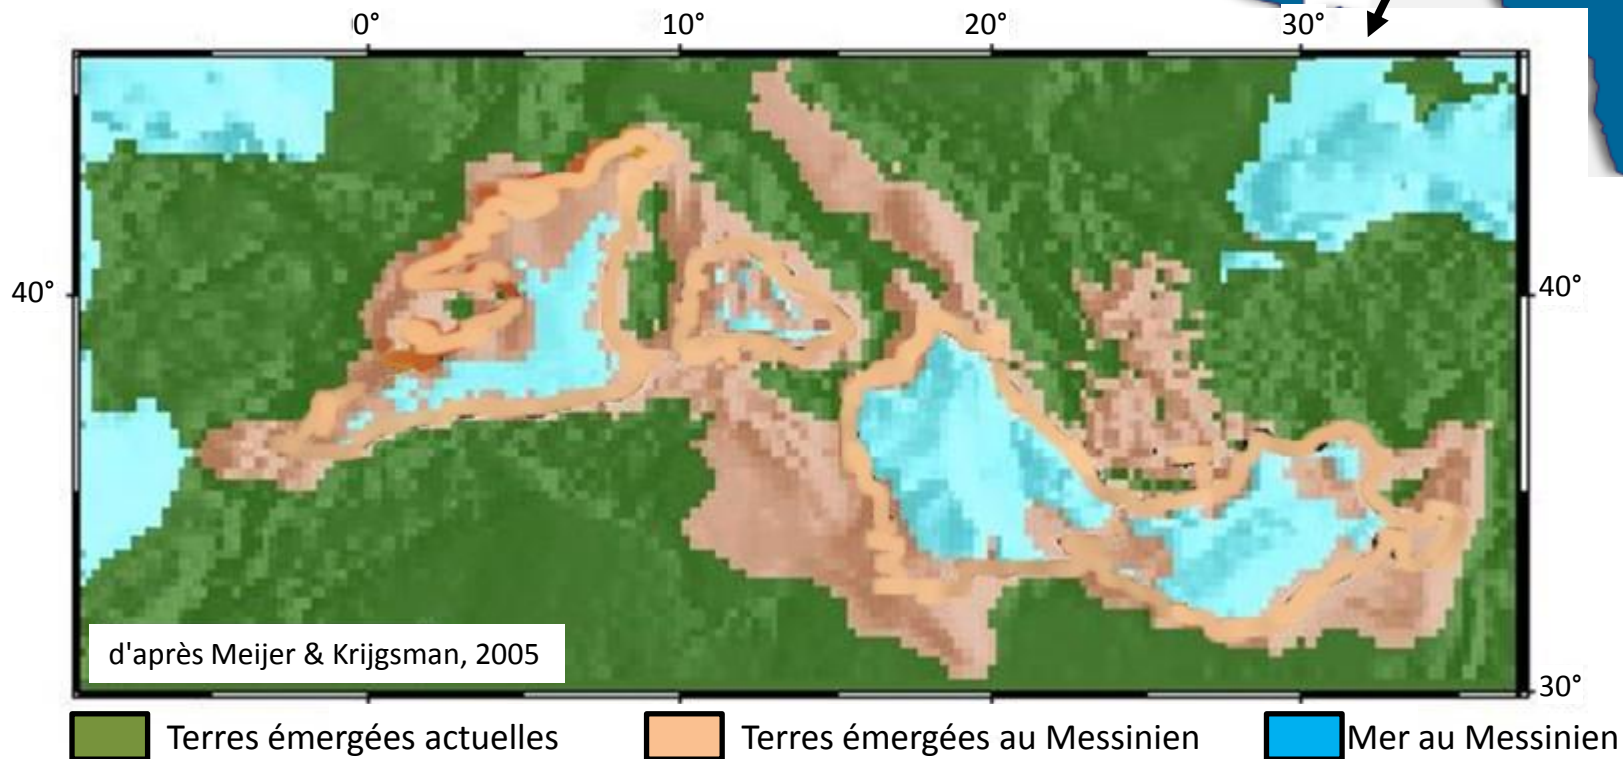 0° 10° 20° 30°
40° 40°
d'après Meijer & Krijgsman, 2005
30°
Terres émergées actuelles Terres émergées au Messinien Mer au Messinien